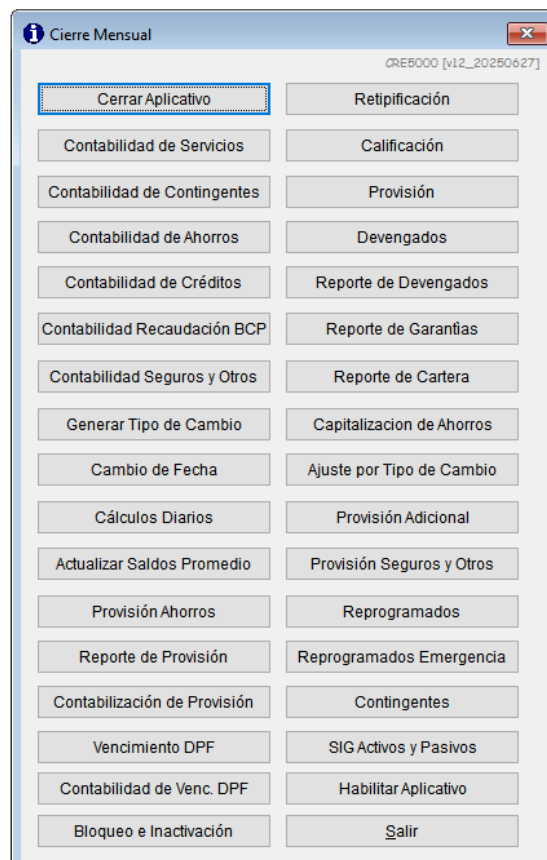 Cierre Mensual
CRE5000 [v12_20250627]
Cerrar Aplicativo
Retipificación
Contabilidad de Servicios
Calificación
Contabilidad de Contingentes
Provisión
Contabilidad de Ahorros
Devengados
Contabilidad de Créditos
Reporte de Devengados
Contabilidad Recaudación BCP
Reporte de Garantìas
Contabilidad Seguros y Otros
Reporte de Cartera
Generar Tipo de Cambio
Capitalizacion de Ahorros
Cambio de Fecha
Ajuste por Tipo de Cambio
Cálculos Diarios
Provisión Adicional
Actualizar Saldos Promedio
Provisión Seguros y Otros
Provisión Ahorros
Reprogramados
Reporte de Provisión
Reprogramados Emergencia
Contabilización de Provisión
Contingentes
Vencimiento DPF
SIG Activos y Pasivos
Contabilidad de Venc. DPF
Habilitar Aplicativo
Bloqueo e Inactivación
Salir